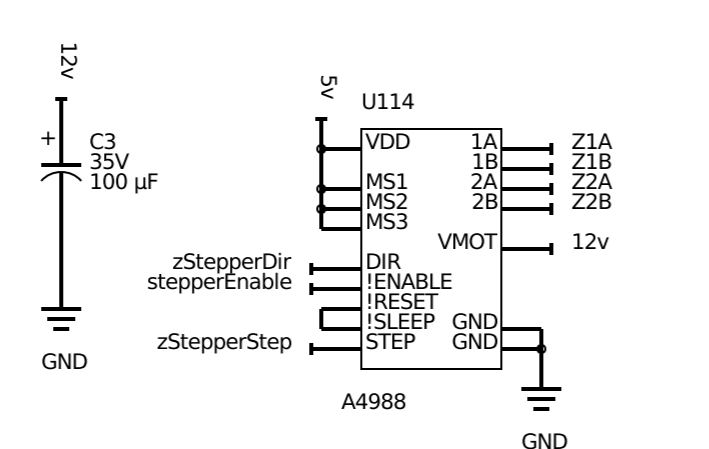 12v
+
C3
35V
100 µF
GND
5v
U114
VDD
MS1
MS2
MS3
DIR
!ENABLE
!RESET
!SLEEP
STEP
zStepperDir
stepperEnable
zStepperStep
1A
1B
2A
2B
VMOT
GND
GND
Z1A
Z1B
Z2A
Z2B
12v
A4988
GND